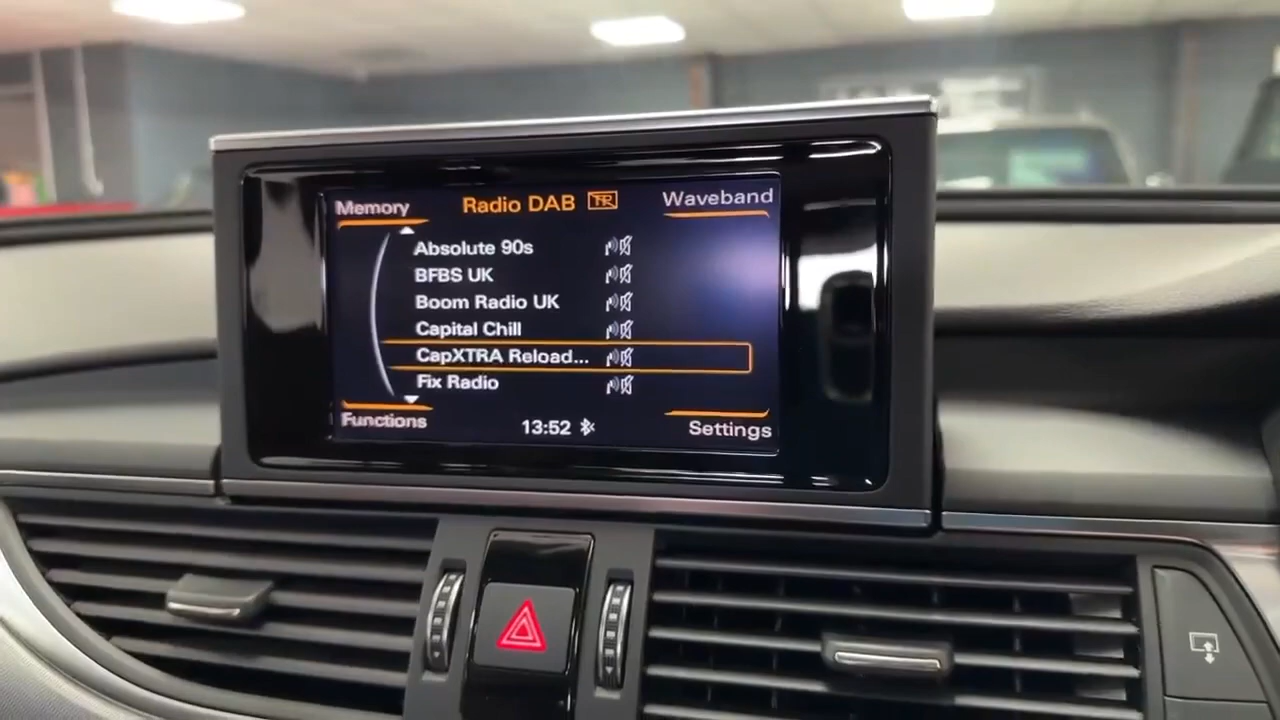 Memory Radio DAB TP Waveband
Absolute 90s
BFBS UK
Boom Radio UK
Capital Chill
CapXTRA Reload...
Fix Radio
Functions 13:52 Settings